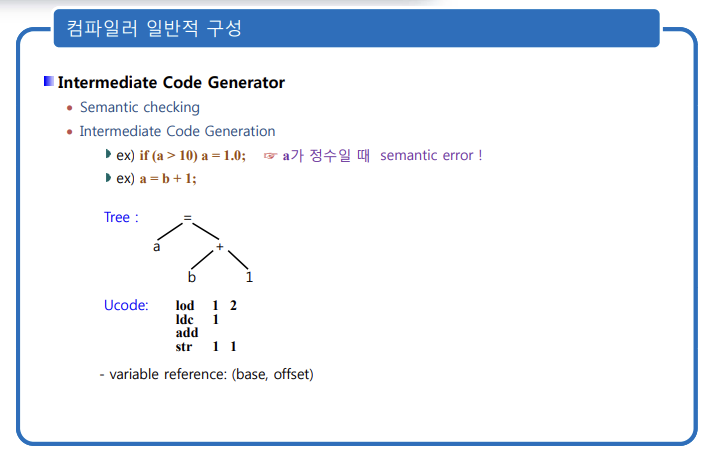 컴파일러 일반적 구성
Intermediate Code Generator
Semantic checking
Intermediate Code Generation
ex) if (a > 10) a = 1.0; ☞ a가 정수일 때 semantic error !
ex) a = b + 1;
Tree :
=
a
+
b
1
Ucode:
lod 1 2
ldc 1
add
str 1 1
- variable reference: (base, offset)